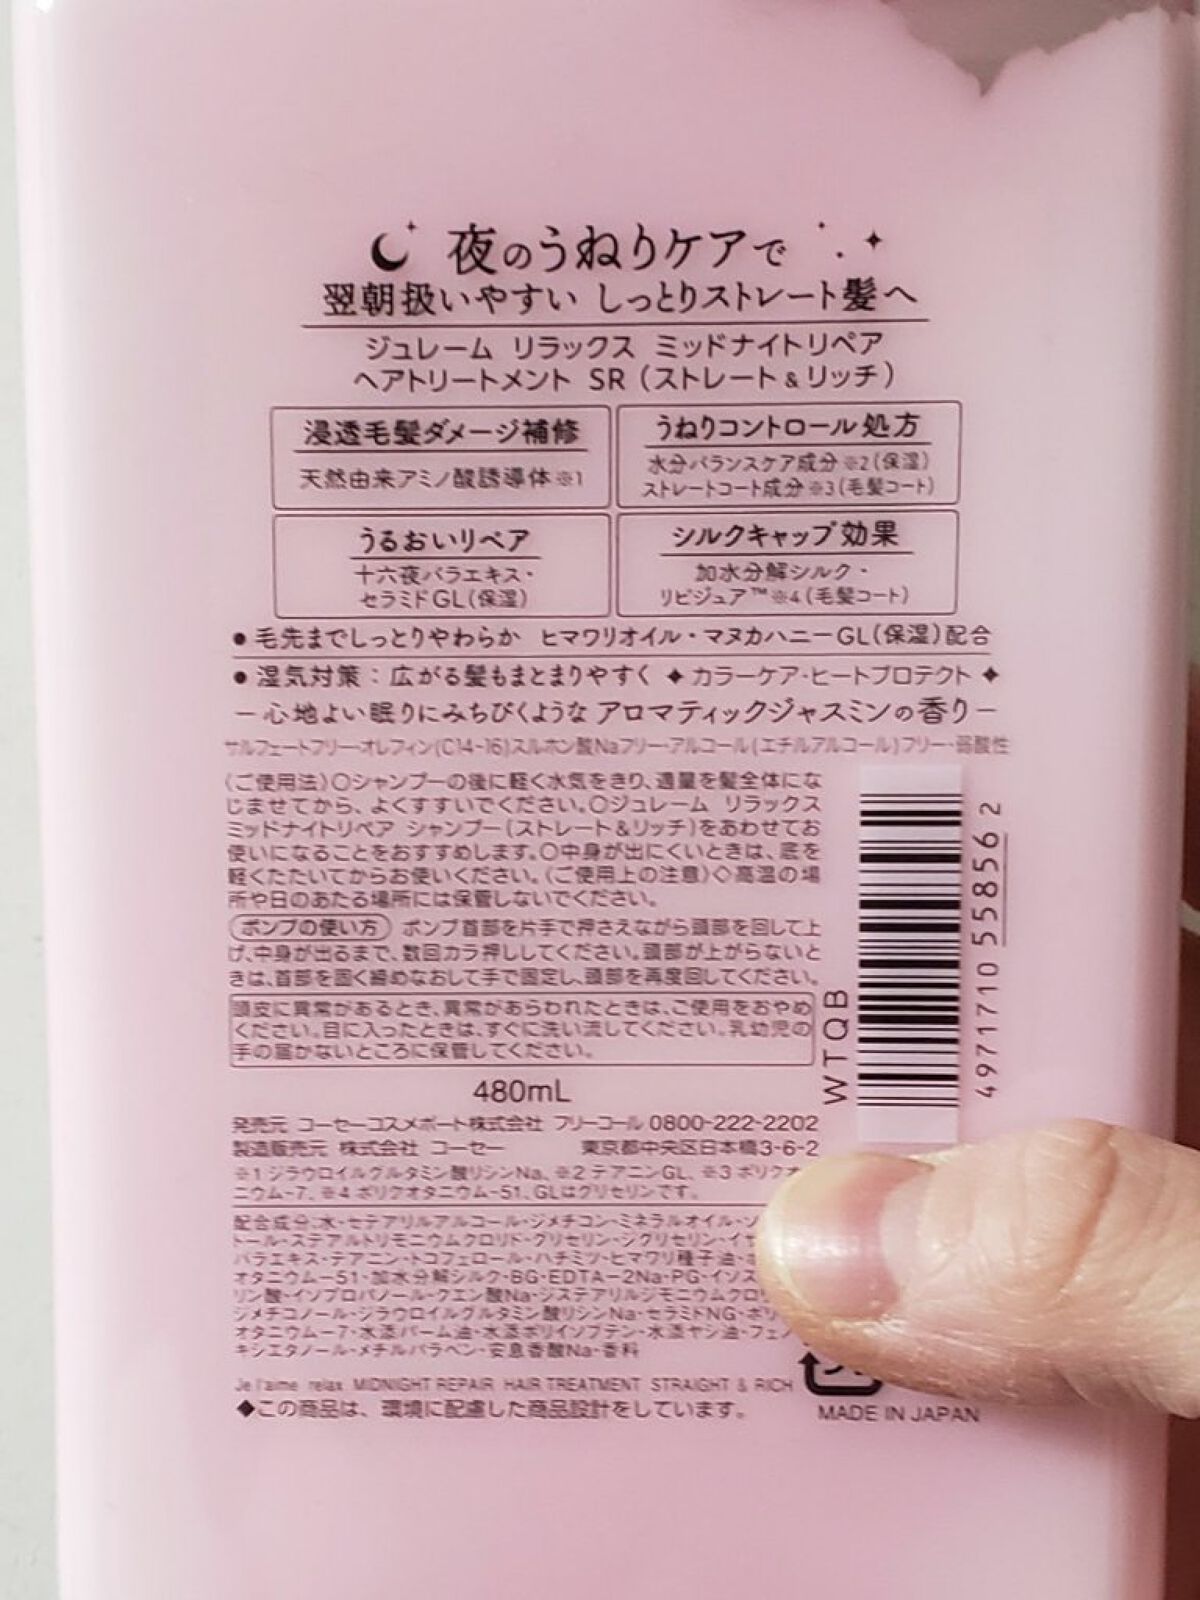 夜のうねりケアで
翌朝扱いやすい しっとりストレート髪へ
ジュレーム リラックス ミッドナイトリペア
ヘアトリートメント SR（ストレート＆リッチ）
浸透毛髪ダメージ補修
天然由来アミノ酸誘導体※1
うねりコントロール処方
水分バランスケア成分※2（保湿）
ストレートコート成分※3（毛髪コート）
うるおいリペア
十六夜バラエキス・
セラミドGL（保湿）
シルクキャップ効果
加水分解シルク・
リピジュア™※4（毛髪コート）
●毛先までしっとりやわらか ヒマワリオイル・マヌカハニーGL（保湿）配合
●湿気対策：広がる髪もまとまりやすく ✦カラーケア・ヒートプロテクト✦
－心地よい眠りにみちびくような アロマティックジャスミンの香り－
サルフェートフリー・オレフィン(C14-16)スルホン酸Naフリー・アルコール(エチルアルコール)フリー・弱酸性
〈ご使用法〉○シャンプーの後に軽く水気をきり、適量を髪全体にな
じませてから、よくすすいでください。○ジュレーム リラックス
ミッドナイトリペア シャンプー（ストレート＆リッチ）をあわせてお
使いになることをおすすめします。○中身が出にくいときは、底を
軽くたたいてからお使いください。〈ご使用上の注意〉◇高温の場
所や日のあたる場所には保管しないでください。
ポンプの使い方 ポンプ首部を片手で押さえながら頭部を回して上
げ、中身が出るまで、数回カラ押ししてください。頭部が上がらないと
きは、首部を固く締めなおして手で固定し、頭部を再度回してください。
頭皮に異常があるとき、異常があらわれたときは、ご使用をおやめ
ください。目に入ったときは、すぐに洗い流してください。乳幼児の
手の届かないところに保管してください。
WTQB
4971710 558562
480mL
発売元 コーセーコスメポート株式会社 フリーコール 0800-222-2202
製造販売元 株式会社 コーセー 東京都中央区日本橋3-6-2
※1 ジラウロイルグルタミン酸リシンNa、※2 テアニンGL、※3 ポリクオ
ニウム-7、※4 ポリクオタニウム-51、GLはグリセリンです。
配合成分:水・セテアリルアルコール・ジメチコン・ミネラルオイル・ソ
トール・ステアルトリモニウムクロリド・グリセリン・ジグリセリン・イザ
バラエキス・テアニン・トコフェロール・ハチミツ・ヒマワリ種子油・
オタニウム-51・加水分解シルク・BG・EDTA-2Na・PG・イソス
リン酸・イソプロパノール・クエン酸Na・ジステアリルジモニウムクロリ
ジメチコノール・ジラウロイルグルタミン酸リシンNa・セラミドNG・ポリ
オタニウム-7・水添パーム油・水添ポリイソブテン・水添ヤシ油・フェノ
キシエタノール・メチルパラベン・安息香酸Na・香料
Je l'aime relax MIDNIGHT REPAIR HAIR TREATMENT STRAIGHT & RICH
◆この商品は、環境に配慮した商品設計をしています。
MADE IN JAPAN